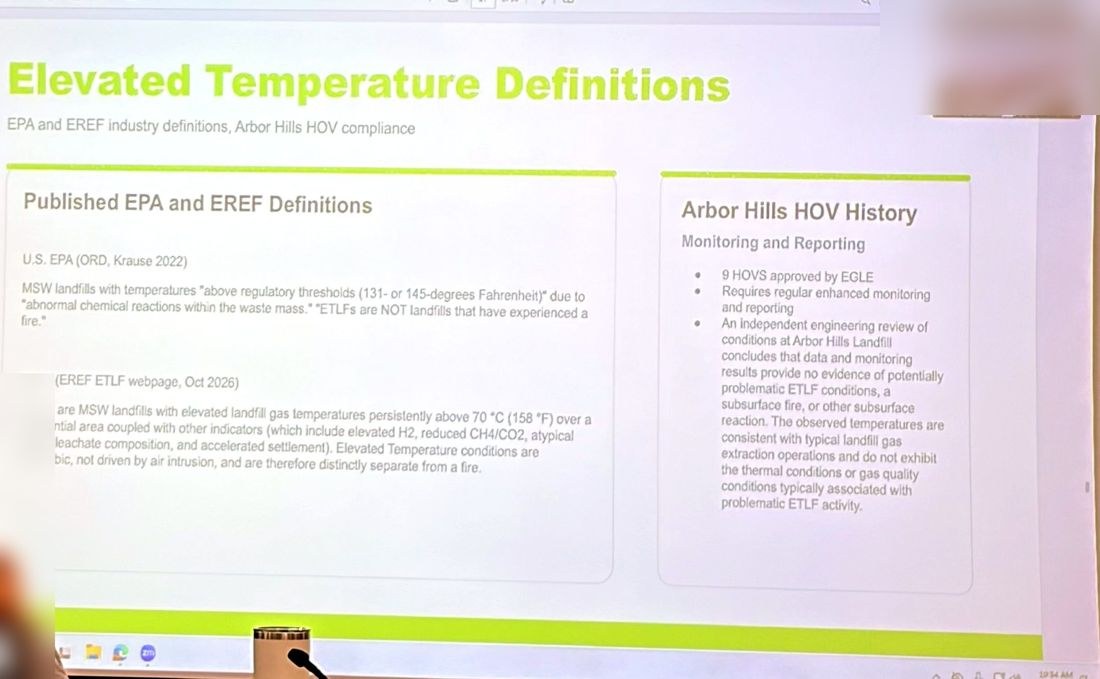 Elevated Temperature Definitions
EPA and EREF industry definitions, Arbor Hills HOV compliance
Published EPA and EREF Definitions
U.S. EPA (ORD, Krause 2022)
MSW landfills with temperatures "above regulatory thresholds (131- or 145-degrees Fahrenheit)" due to
"abnormal chemical reactions within the waste mass." "ETLFs are NOT landfills that have experienced a
fire."
(EREF ETLF webpage, Oct 2026)
are MSW landfills with elevated landfill gas temperatures persistently above 70 °C (158 °F) over a
ntial area coupled with other indicators (which include elevated H2, reduced CH4/CO2, atypical
leachate composition, and accelerated settlement). Elevated Temperature conditions are
bic, not driven by air intrusion, and are therefore distinctly separate from a fire.
Arbor Hills HOV History
Monitoring and Reporting
• 9 HOVS approved by EGLE
• Requires regular enhanced monitoring
and reporting
• An independent engineering review of
conditions at Arbor Hills Landfill
concludes that data and monitoring
results provide no evidence of potentially
problematic ETLF conditions, a
subsurface fire, or other subsurface
reaction. The observed temperatures are
consistent with typical landfill gas
extraction operations and do not exhibit
the thermal conditions or gas quality
conditions typically associated with
problematic ETLF activity.
zm
10:54 AM